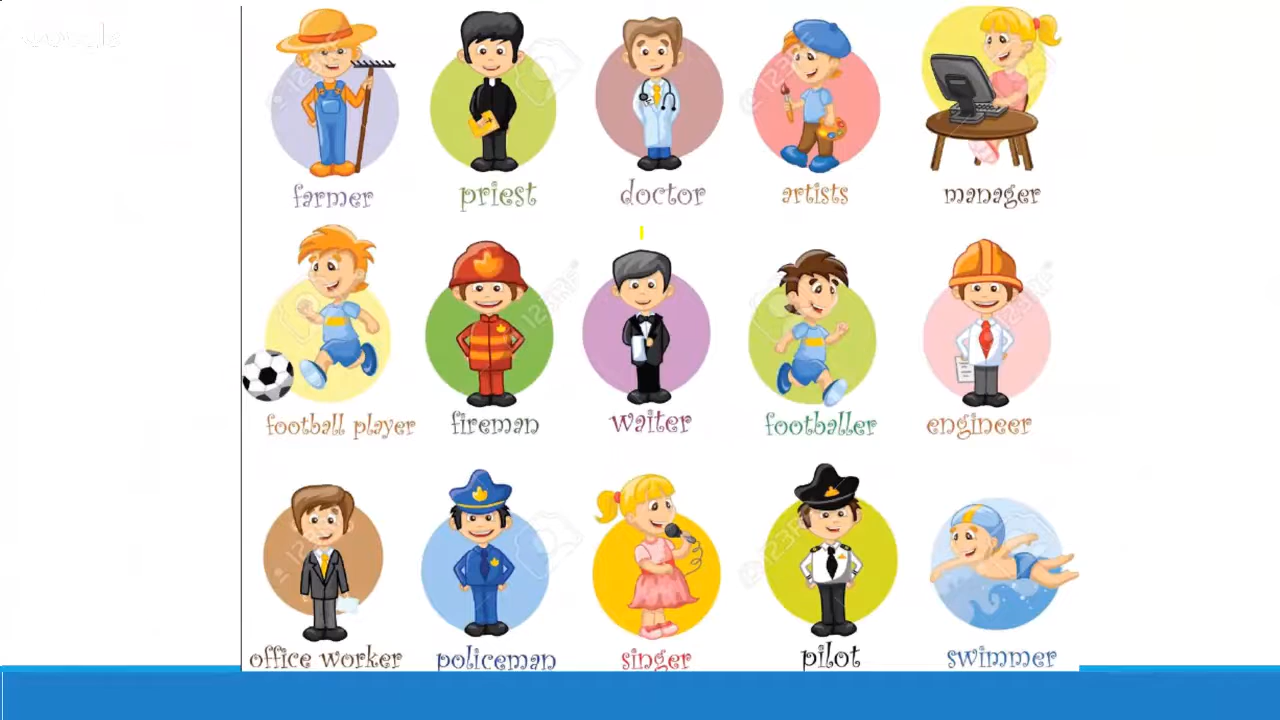 farmer priest doctor artists manager
football player fireman waiter footballer engineer
office worker policeman singer pilot swimmer